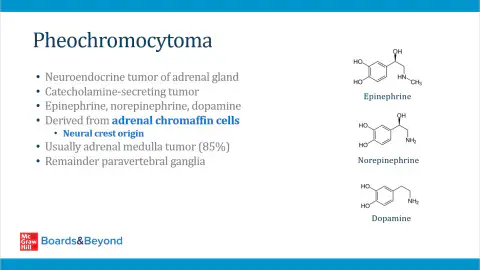 Pheochromocytoma
• Neuroendocrine tumor of adrenal gland
• Catecholamine-secreting tumor
• Epinephrine, norepinephrine, dopamine
• Derived from adrenal chromaffin cells
• Neural crest origin
• Usually adrenal medulla tumor (85%)
• Remainder paravertebral ganglia
OH
HO
HO
HN
CH₃
Epinephrine
OH
HO
HO
NH₂
Norepinephrine
HO
HO
NH₂
Dopamine
Mc
Graw
Hill
Boards&Beyond